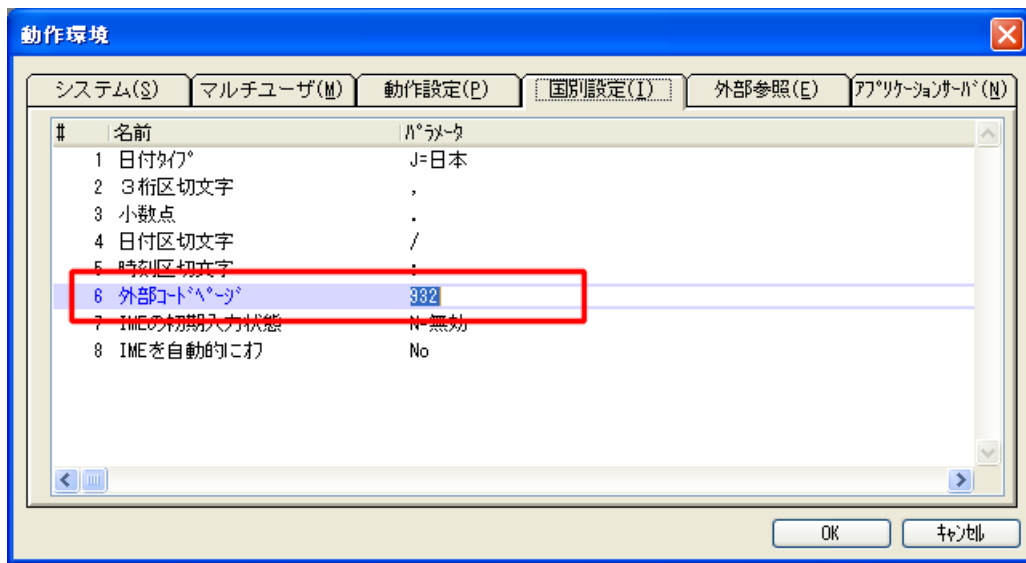 動作環境
システム(S) マルチユーザ(M) 動作設定(P) 国別設定(I) 外部参照(E) ｱﾌﾟﾘｹｰｼｮﾝｻｰﾊﾞ(N)
# 名前 ﾊﾟﾗﾒｰﾀ
1 日付ﾀｲﾌﾟ J=日本
2 ３桁区切文字 ,
3 小数点 .
4 日付区切文字 /
5 時刻区切文字 :
6 外部ｺｰﾄﾞﾍﾟｰｼﾞ 932
7 IMEの初期入力状態 N=無効
8 IMEを自動的にｵﾌ No
OK ｷｬﾝｾﾙ